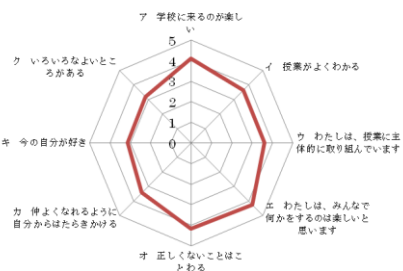 ア　学校に来るのが楽し
い
イ　授業がよくわかる
ウ　わたしは、授業に主
体的に取り組んでいます
エ　わたしは、みんなで
何かをするのは楽しいと
思います
オ　正しくないことはこ
とわる
カ　仲よくなれるように
自分からはたらきかける
キ　今の自分が好き
ク　いろいろなよいとこ
ろがある
5
4
3
2
1
0